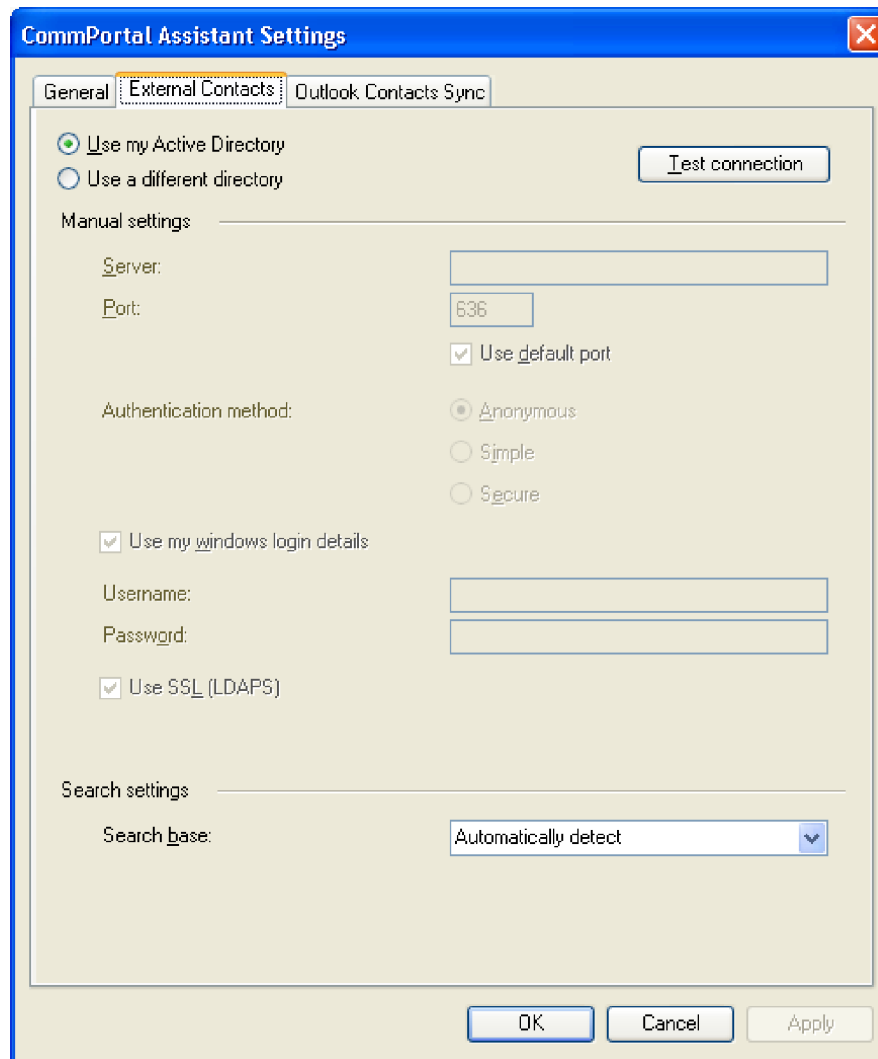 CommPortal Assistant Settings
General External Contacts Outlook Contacts Sync
Use my Active Directory
Test connection
Use a different directory
Manual settings
Server:
Port: 636
Use default port
Authentication method: Anonymous
Simple
Secure
Use my windows login details
Username:
Password:
Use SSL (LDAPS)
Search settings
Search base: Automatically detect
OK Cancel Apply